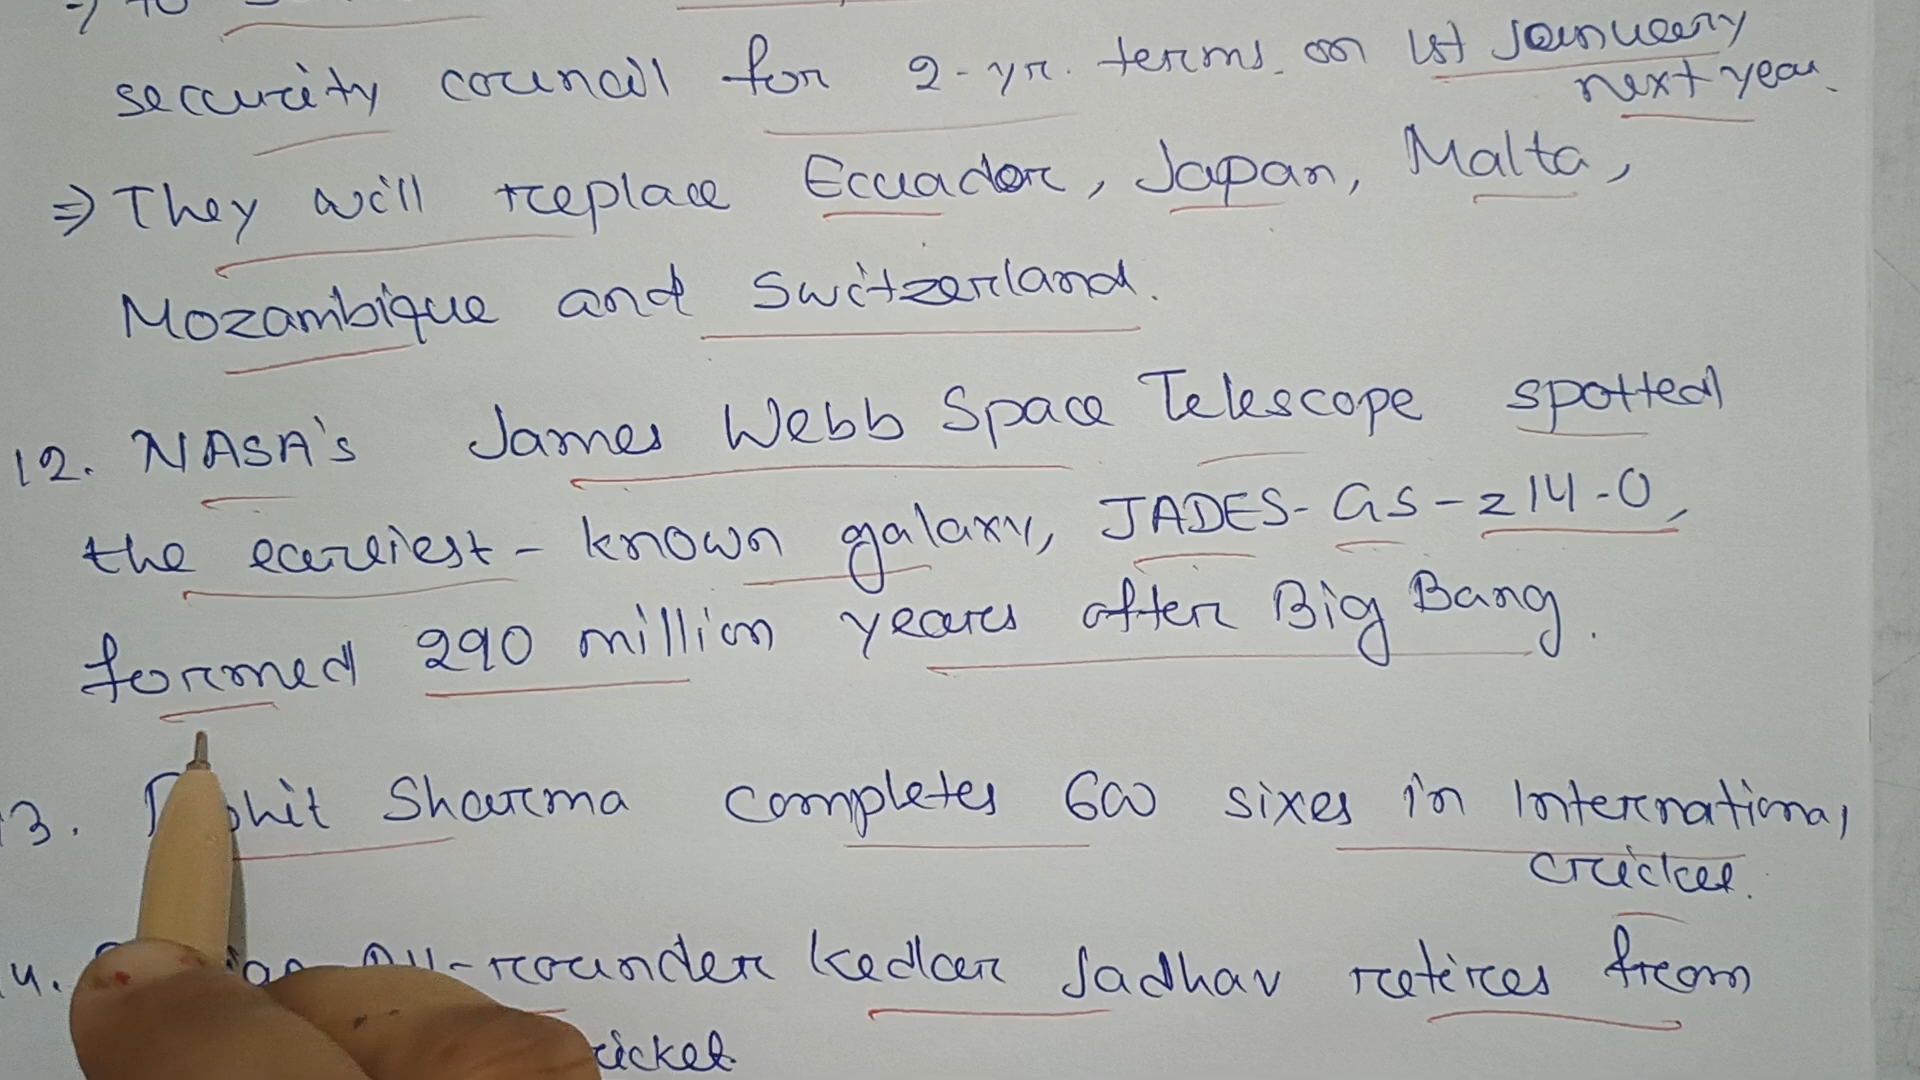 security council for 2-yr. terms on 1st January
next year.
⇒ They will replace Ecuador, Japan, Malta,
Mozambique and Switzerland.
12. NASA's James Webb Space Telescope spotted
the earliest-known galaxy, JADES-GS-z14-0,
formed 290 million years after Big Bang.
3. Rohit Sharma completes 600 sixes in International
cricket.
4. All-rounder Kedar Jadhav retires from
cricket